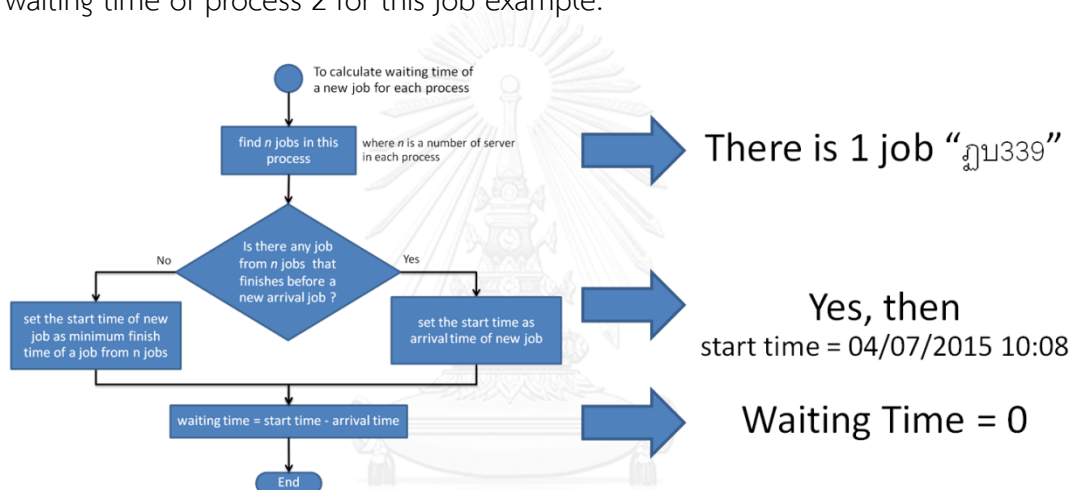 waiting time of process 2 for this job example.
To calculate waiting time of
a new job for each process
find n jobs in this
process
where n is a number of server
in each process
There is 1 job “ฎบ339”
Is there any job
from n jobs that
finishes before a
new arrival job ?
No
Yes
set the start time of new
job as minimum finish
time of a job from n jobs
set the start time as
arrival time of new job
Yes, then
start time = 04/07/2015 10:08
waiting time = start time - arrival time
Waiting Time = 0
End